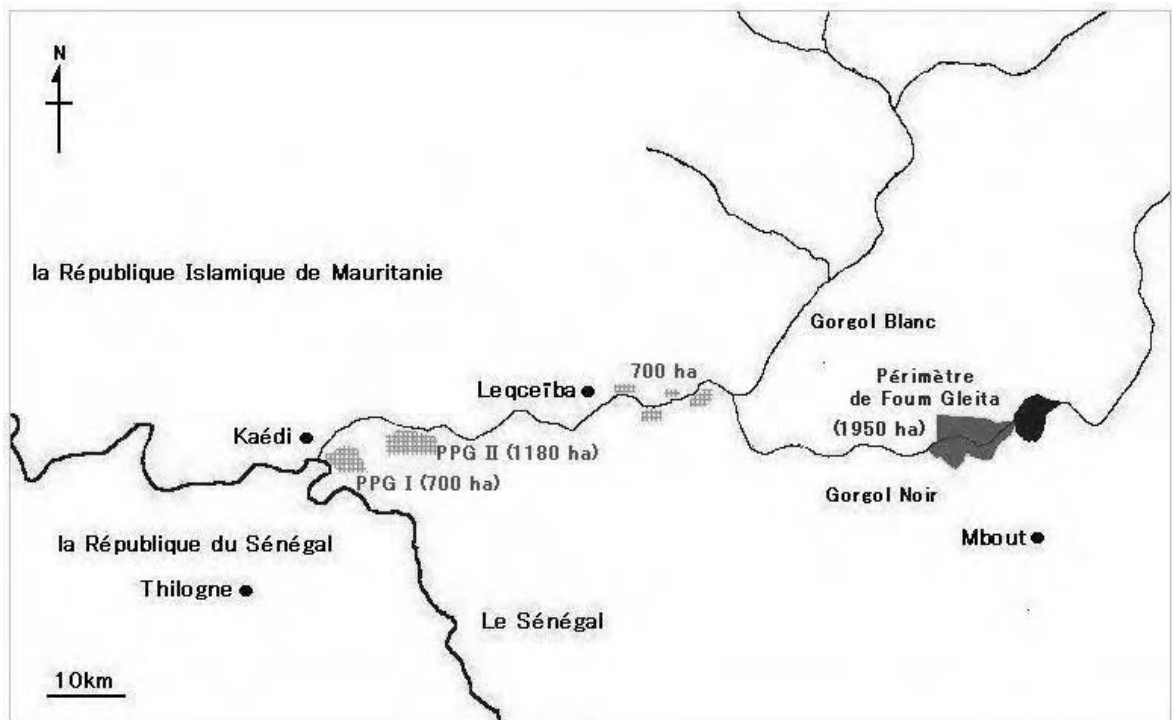 N
la République Islamique de Mauritanie
Gorgol Blanc
700 ha
Leqceïba
Périmètre
de Foum Gleita
(1950 ha)
Kaédi
PPG II (1180 ha)
PPG I (700 ha)
Gorgol Noir
la République du Sénégal
Mbout
Thilogne
Le Sénégal
10km